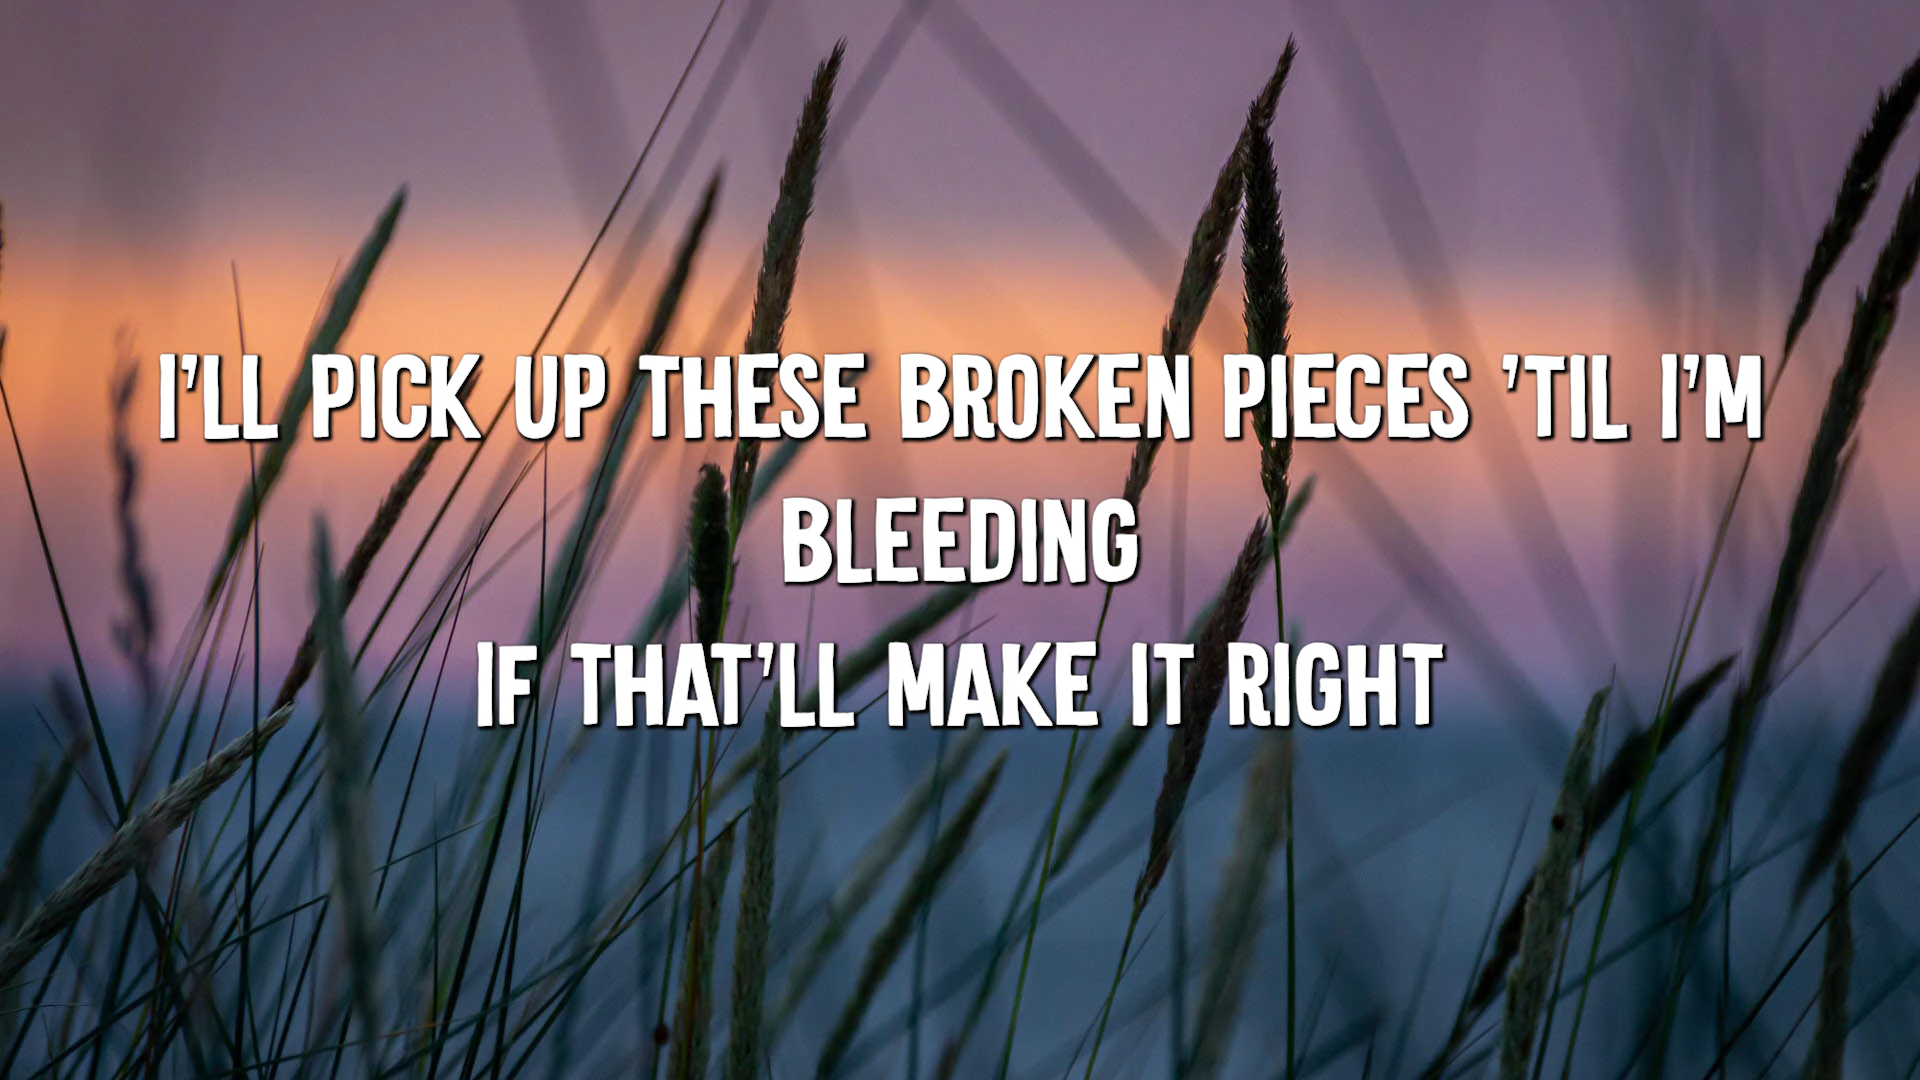 I'LL PICK UP THESE BROKEN PIECES 'TIL I'M
BLEEDING
IF THAT'LL MAKE IT RIGHT